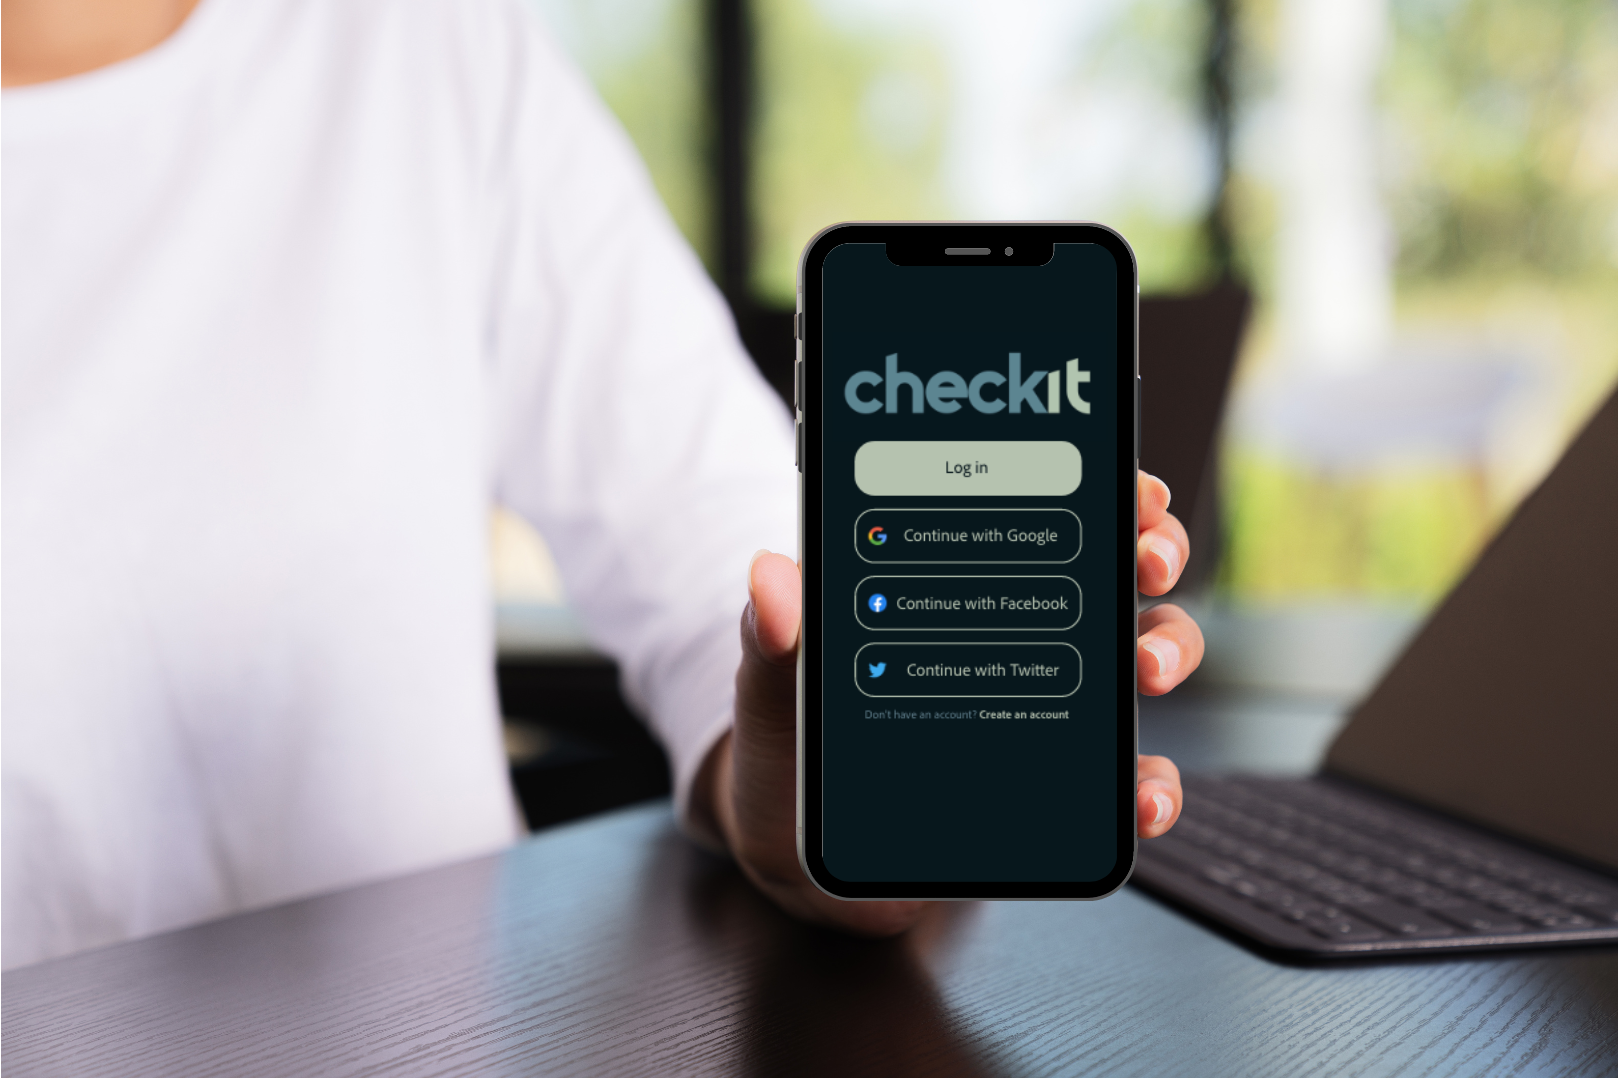 checkit
Log in
Continue with Google
Continue with Facebook
Continue with Twitter
Don't have an account? Create an account